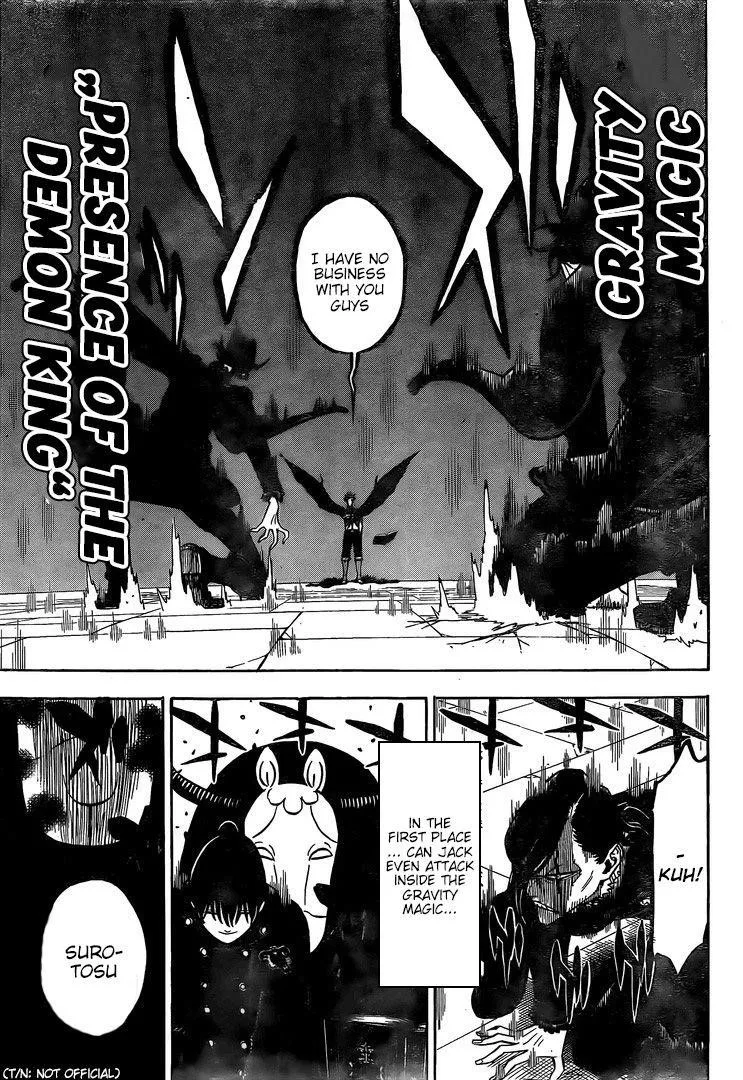 GRAVITY
MAGIC
"PRESENCE OF THE
DEMON KING"
I HAVE NO
BUSINESS
WITH YOU
GUYS
-
KUH!
IN THE
FIRST PLACE
... CAN JACK
EVEN ATTACK
INSIDE THE
GRAVITY
MAGIC...
SURO-
TOSU
(T/N: NOT OFFICIAL)